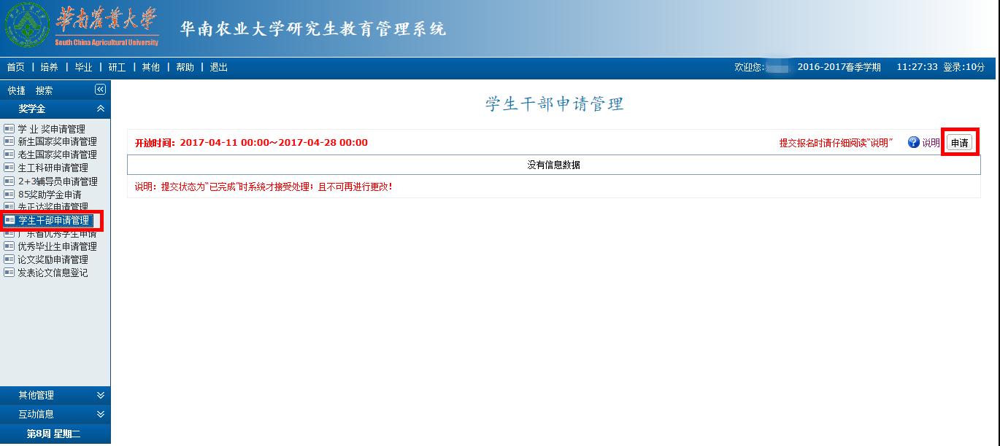 华南农业大学
South China Agricultural University
华南农业大学研究生教育管理系统
首页 | 培养 | 毕业 | 研工 | 其他 | 帮助 | 退出
欢迎您: 2016-2017春季学期 11:27:33 登录:10分
快捷 搜索
奖学金
学 业 奖申请管理
新生国家奖申请管理
老生国家奖申请管理
生工科研申请管理
2+3辅导员申请管理
85奖助学金申请
先正达奖申请管理
学生干部申请管理
广东省优秀学生申请
优秀毕业生申请管理
论文奖励申请管理
发表论文信息登记
其他管理
互动信息
第8周 星期二
学生干部申请管理
开放时间：2017-04-11 00:00～2017-04-28 00:00
提交报名时请仔细阅读“说明” ? 说明 申请
没有信息数据
说明：提交状态为“已完成”时系统才接受处理；且不可再进行更改！